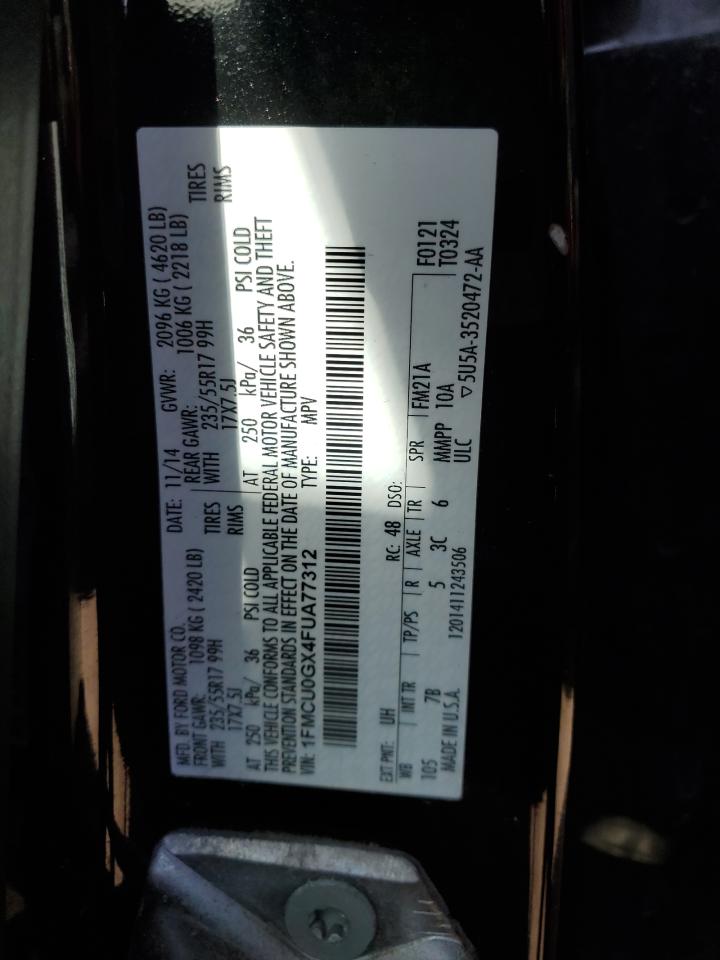 MFD. BY FORD MOTOR CO. DATE: 11/14 GVWR: 2096 KG ( 4620 LB)
FRONT GAWR: 1098 KG ( 2420 LB) REAR GAWR: 1006 KG ( 2218 LB)
WITH 235/55R17 99H TIRES WITH 235/55R17 99H TIRES
17X7.5J RIMS 17X7.5J RIMS
AT 250 kPa/ 36 PSI COLD AT 250 kPa/ 36 PSI COLD
THIS VEHICLE CONFORMS TO ALL APPLICABLE FEDERAL MOTOR VEHICLE SAFETY AND THEFT
PREVENTION STANDARDS IN EFFECT ON THE DATE OF MANUFACTURE SHOWN ABOVE.
VIN: 1FMCU0GX4FUA77312 TYPE: MPV
EXT PNT: UH RC: 48 DSO: F0121
WB INT TR TP/PS R AXLE TR SPR FM21A T0324
105 7B 5 3C 6 MMPP 10A
MADE IN U.S.A. 1201411243506 ULC ▽5U5A-3520472-AA